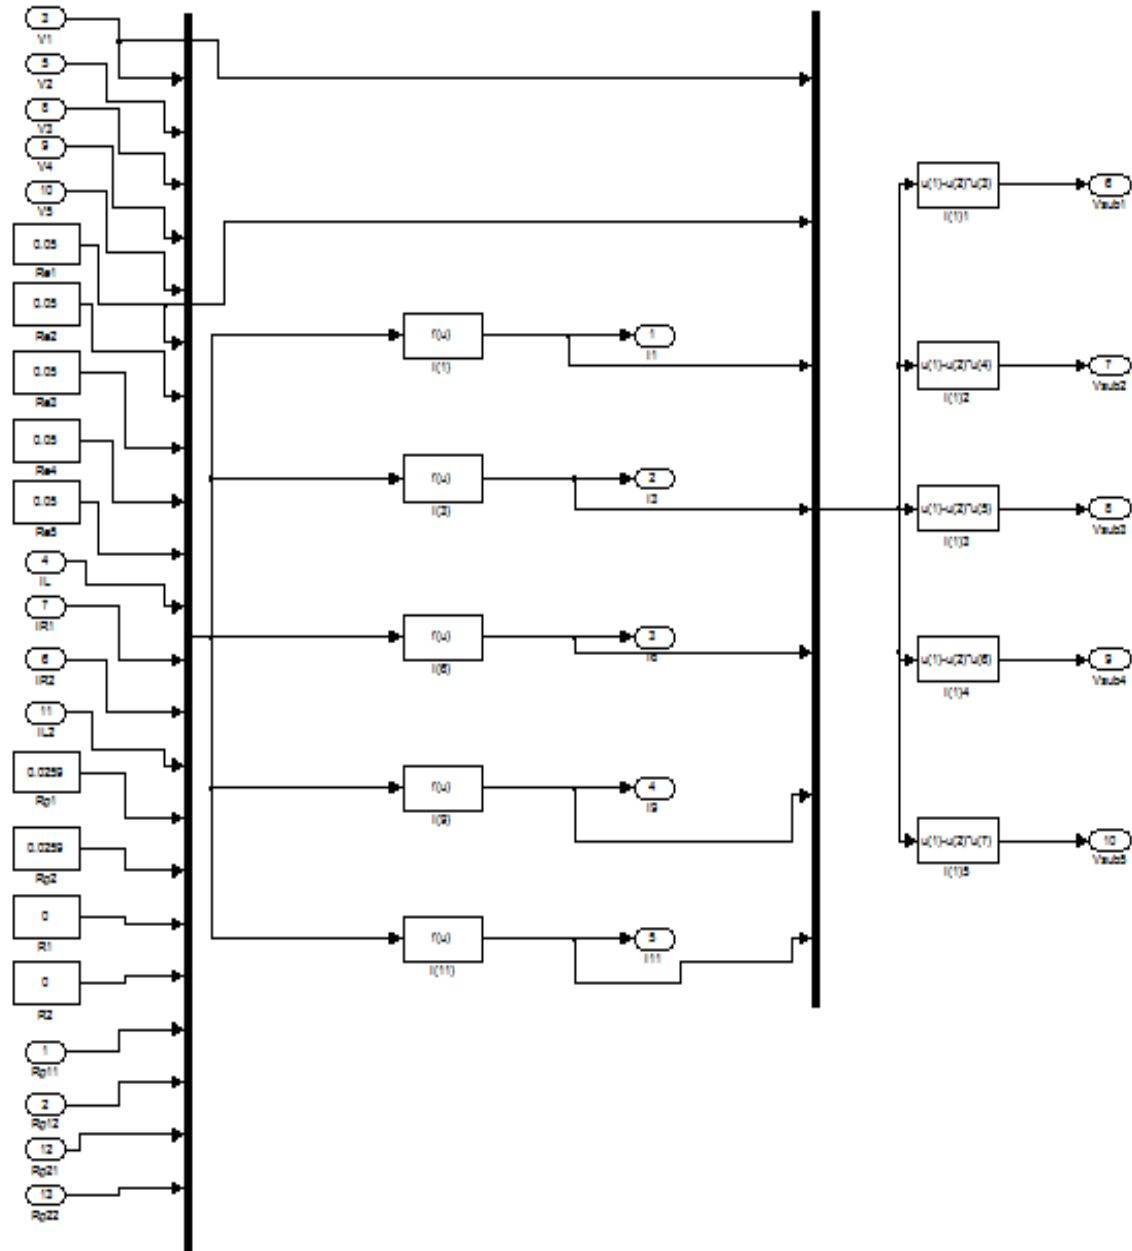 3
V1
5
V2
8
V3
9
V4
10
V5
0.05
Ra1
0.05
Ra2
0.05
Ra3
0.05
Ra4
0.05
Ra5
4
IL
7
IR1
6
IR2
11
IL2
0.0259
Rp1
0.0259
Rp2
0
R1
0
R2
1
Rp11
2
Rp12
12
Rp21
13
Rp22
f(u)
I(1)
f(u)
I(2)
f(u)
I(6)
f(u)
I(9)
f(u)
I(11)
1
I1
2
I2
3
I6
4
I9
5
I11
u(1)-u(2)*u(3)
I(1)1
u(1)-u(2)*u(4)
I(1)2
u(1)-u(2)*u(5)
I(1)3
u(1)-u(2)*u(6)
I(1)4
u(1)-u(2)*u(7)
I(1)5
6
Vsub1
7
Vsub2
8
Vsub3
9
Vsub4
10
Vsub5